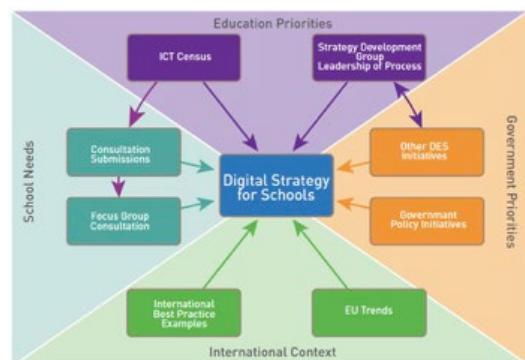 Education Priorities
ICT Census
Strategy Development
Group
Leadership of Process
School Needs
Consultation
Submissions
Other DES
Initiatives
Government Priorities
Digital Strategy
for Schools
Focus Group
Consultation
Governmant
Policy Initiatives
International
Best Practice
Examples
EU Trends
International Context